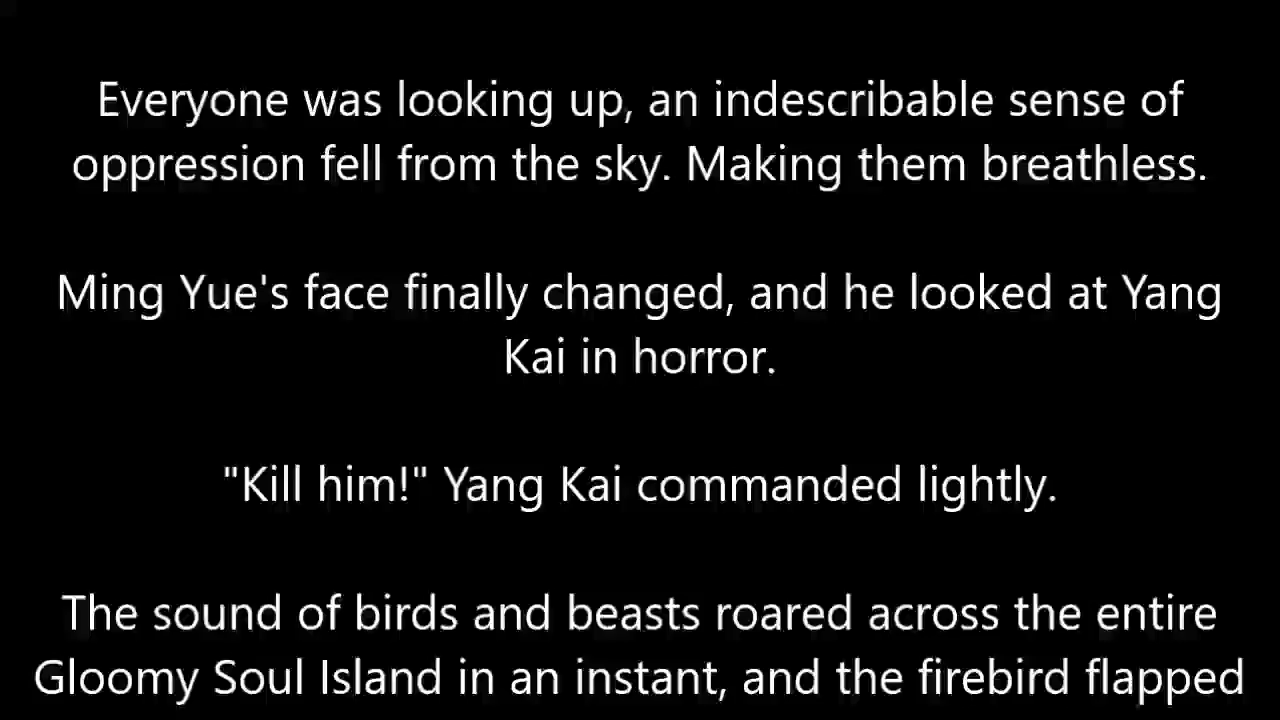 Everyone was looking up, an indescribable sense of
oppression fell from the sky. Making them breathless.
Ming Yue's face finally changed, and he looked at Yang
Kai in horror.
"Kill him!" Yang Kai commanded lightly.
The sound of birds and beasts roared across the entire
Gloomy Soul Island in an instant, and the firebird flapped